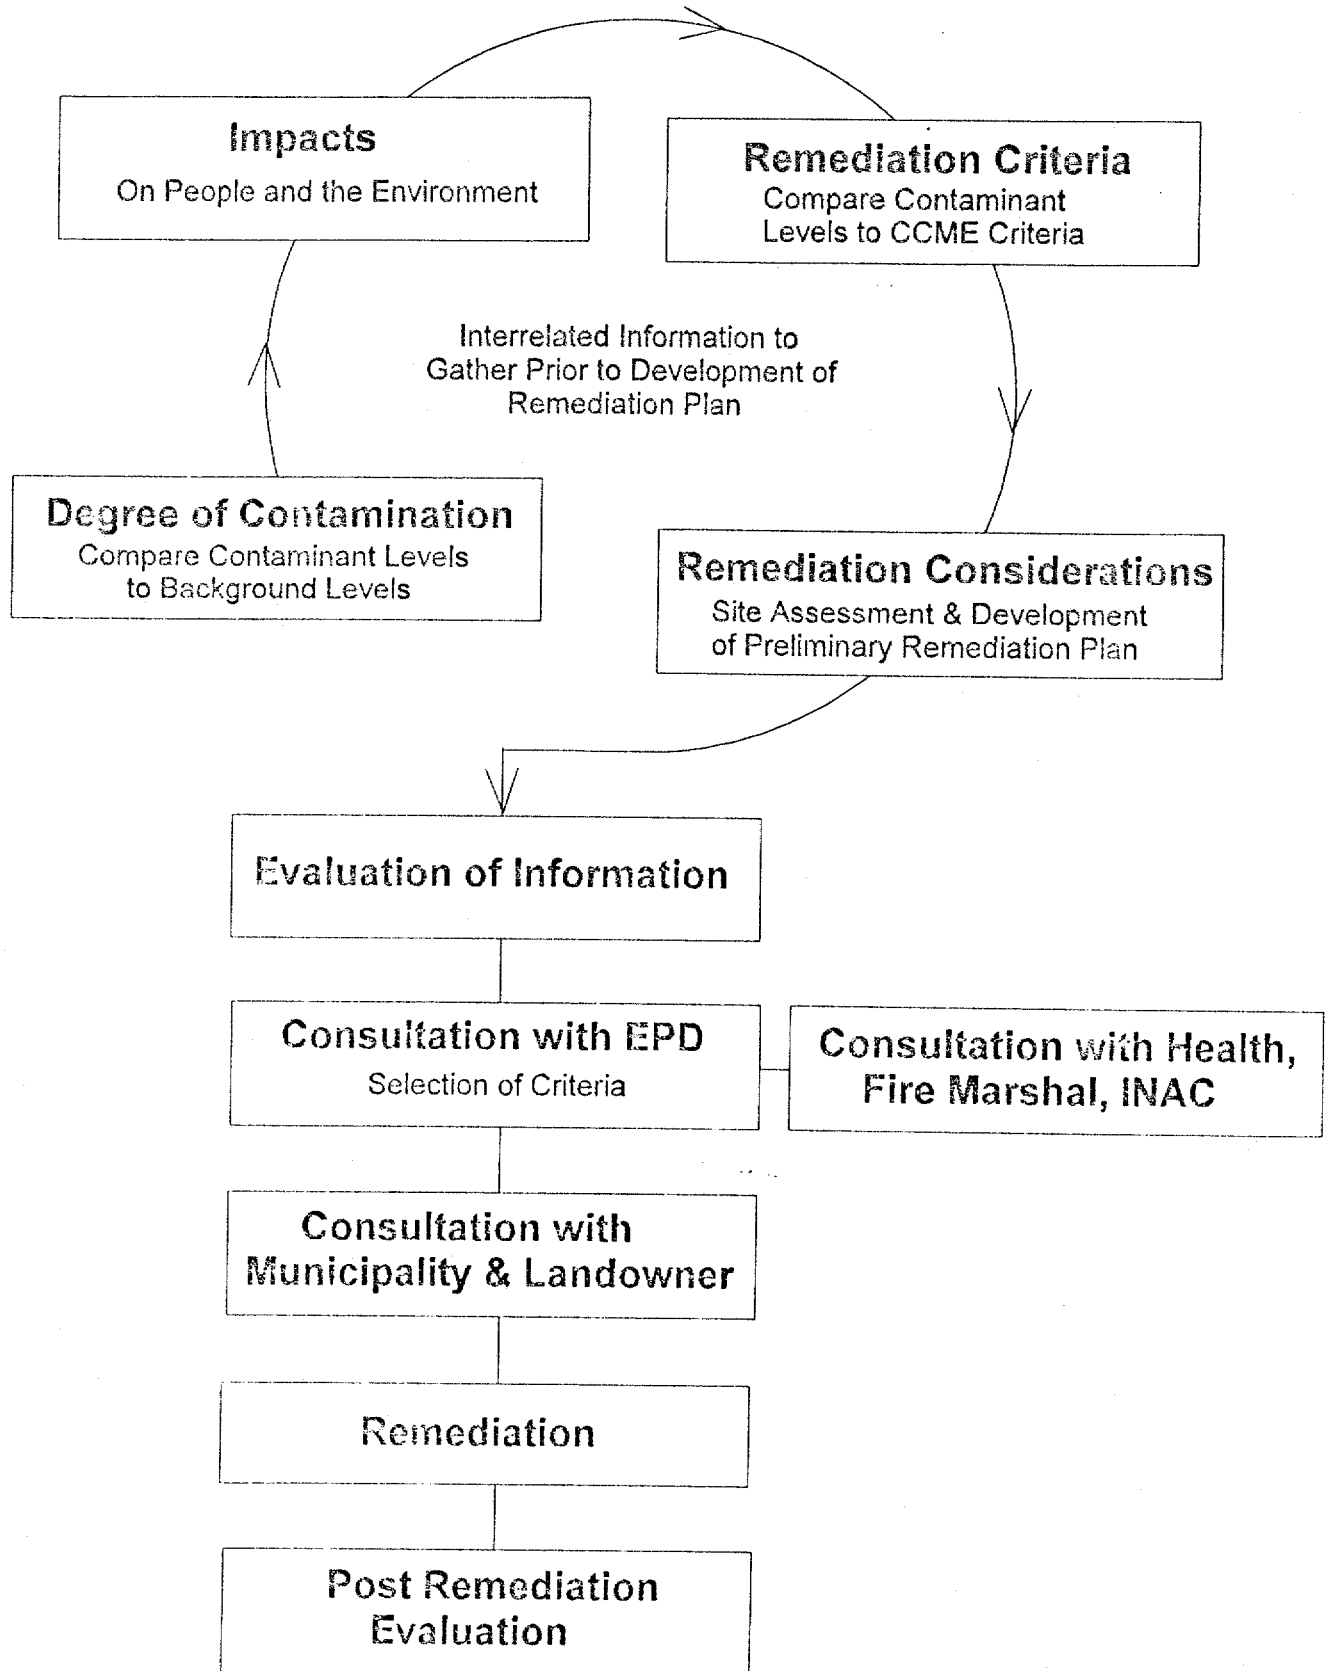 Impacts
On People and the Environment
Remediation Criteria
Compare Contaminant
Levels to CCME Criteria
Interrelated Information to
Gather Prior to Development of
Remediation Plan
Degree of Contamination
Compare Contaminant Levels
to Background Levels
Remediation Considerations
Site Assessment & Development
of Preliminary Remediation Plan
Evaluation of Information
Consultation with EPD
Selection of Criteria
Consultation with Health,
Fire Marshal, INAC
Consultation with
Municipality & Landowner
Remediation
Post Remediation
Evaluation